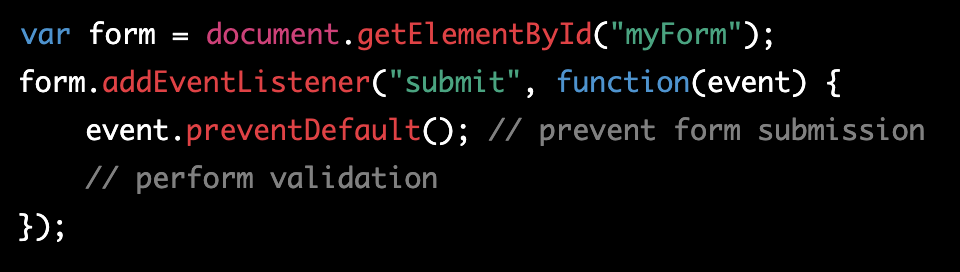 var form = document.getElementById("myForm");
form.addEventListener("submit", function(event) {
    event.preventDefault(); // prevent form submission
    // perform validation
});